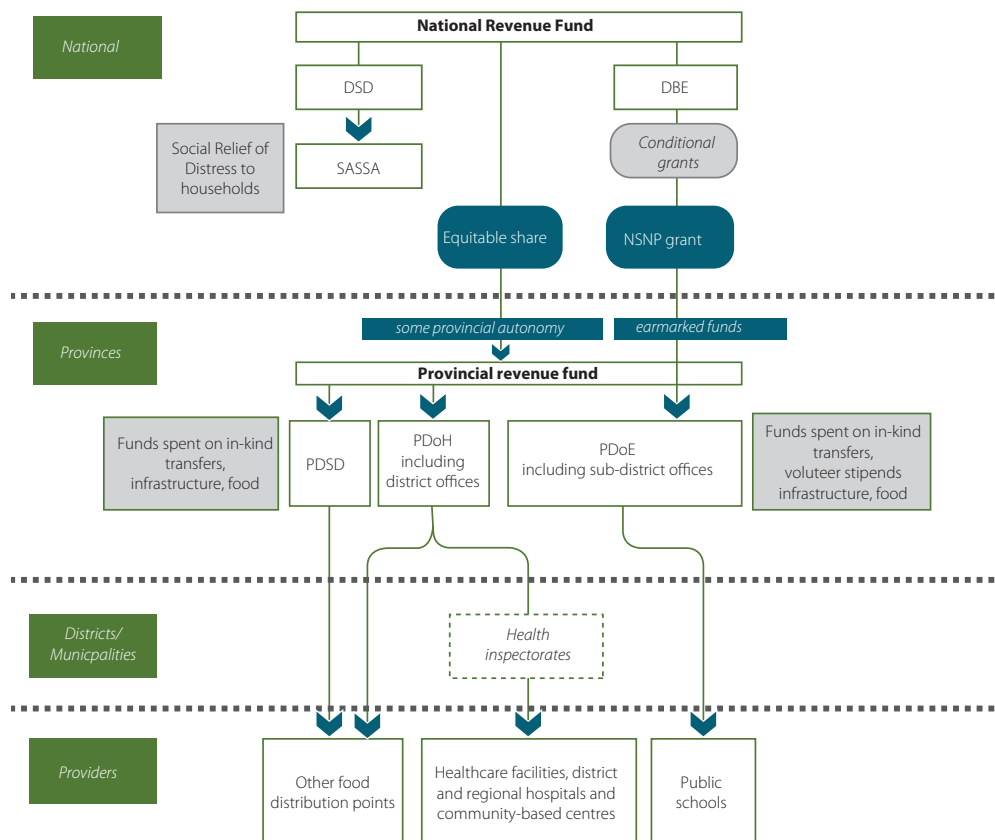 National
National Revenue Fund
DSD
DBE
Social Relief of
Distress to
households
SASSA
Conditional
grants
Equitable share
NSNP grant
Provinces
some provincial autonomy
earmarked funds
Provincial revenue fund
Funds spent on in-kind
transfers,
infrastructure, food
PDSD
PDoH
including
district offices
PDoE
including sub-district offices
Funds spent on in-kind
transfers,
voluteer stipends
infrastructure, food
Districts/
Municpalities
Health
inspectorates
Providers
Other food
distribution points
Healthcare facilities, district
and regional hospitals and
community-based centres
Public
schools